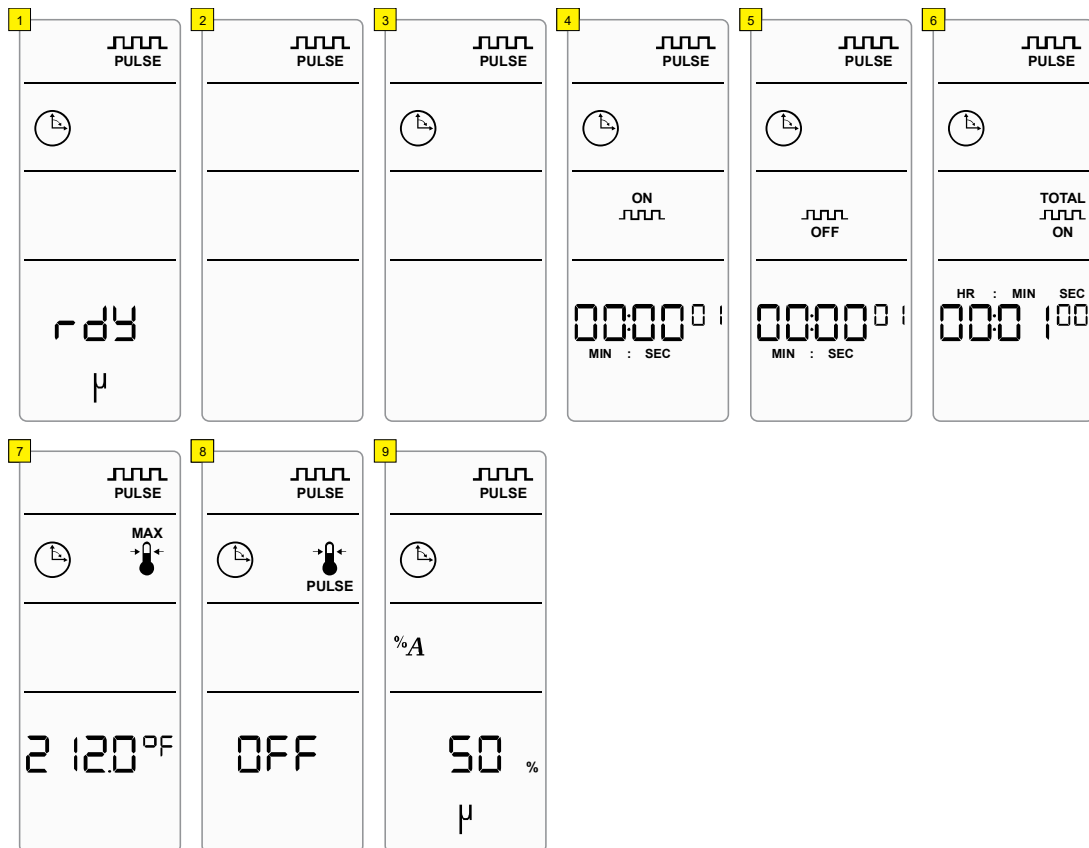 1
PULSE
rdY
μ
2
PULSE
3
PULSE
4
PULSE
ON
00:00 01
MIN : SEC
5
PULSE
OFF
00:00 01
MIN : SEC
6
PULSE
TOTAL
ON
HR : MIN SEC
00:01 00
7
PULSE
MAX
212.0°F
8
PULSE
PULSE
OFF
9
PULSE
%A
50 %
μ